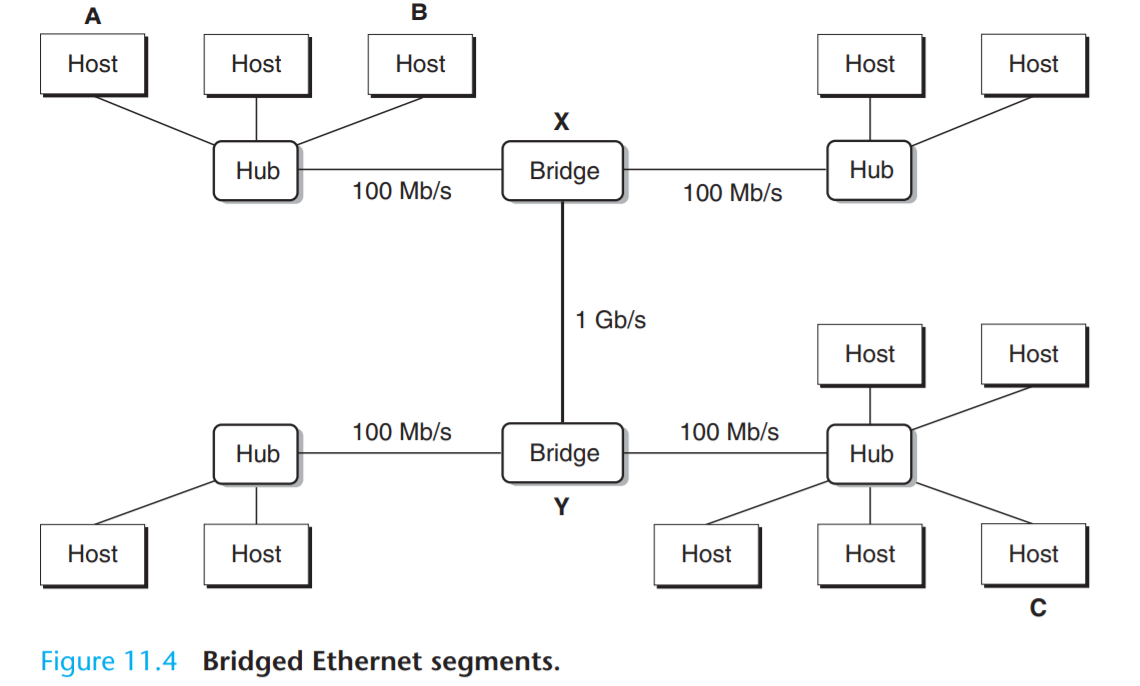 A
B
Host Host Host Host Host
X
Hub Bridge Hub
100 Mb/s 100 Mb/s
1 Gb/s
Host Host
100 Mb/s 100 Mb/s
Hub Bridge Hub
Y
Host Host Host Host Host
C
Figure 11.4 Bridged Ethernet segments.